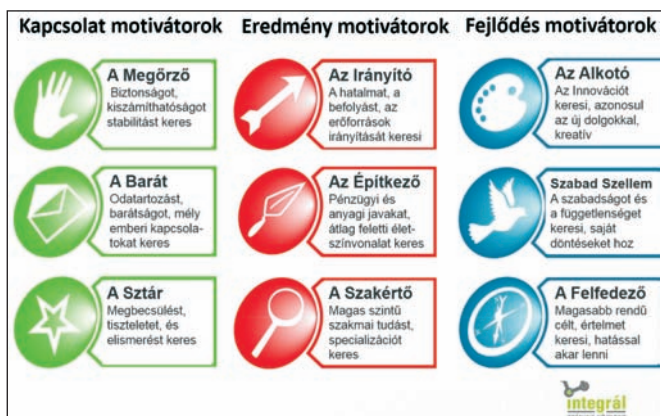 Kapcsolat motivátorok
A Megőrző
Biztonságot,
kiszámíthatóságot
stabilitást keres
A Barát
Odatartozást,
barátságot, mély
emberi kapcsola-
tokat keres
A Sztár
Megbecsülést,
tiszteletet, és
elismerést keres
Eredmény motivátorok
Az Irányító
A hatalmat, a
befolyást, az
erőforrások
irányítását keresi
Az Építkező
Pénzügyi és
anyagi javakat,
átlag feletti élet-
színvonalat keres
A Szakértő
Magas szintű
szakmai tudást,
specializációt
keres
Fejlődés motivátorok
Az Alkotó
Az Innovációt
keresi, azonosul
az új dolgokkal,
kreatív
Szabad Szellem
A szabadságot és
a függetlenséget
keresi, saját
döntéseket hoz
A Felfedező
Magasabb rendű
célt, értelmet
keresi, hatással
akar lenni
integrál